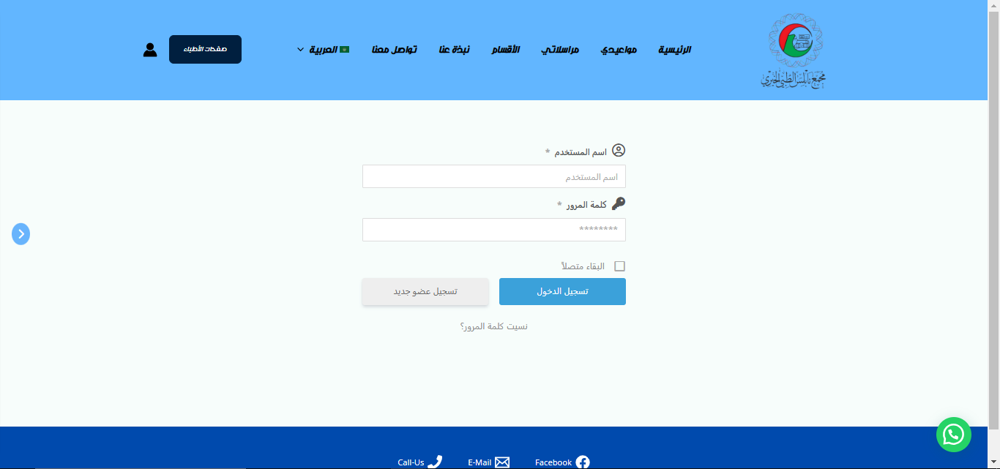 مجمع نابلس الطبي الخيري
الرئيسية
مواعيدي
مراسلاتي
الأقسام
نبذة عنا
تواصل معنا
العربية
صفحات الأطباء
اسم المستخدم *
اسم المستخدم
كلمة المرور *
********
البقاء متصلاً
تسجيل الدخول
تسجيل عضو جديد
نسيت كلمة المرور؟
Call-Us
E-Mail
Facebook